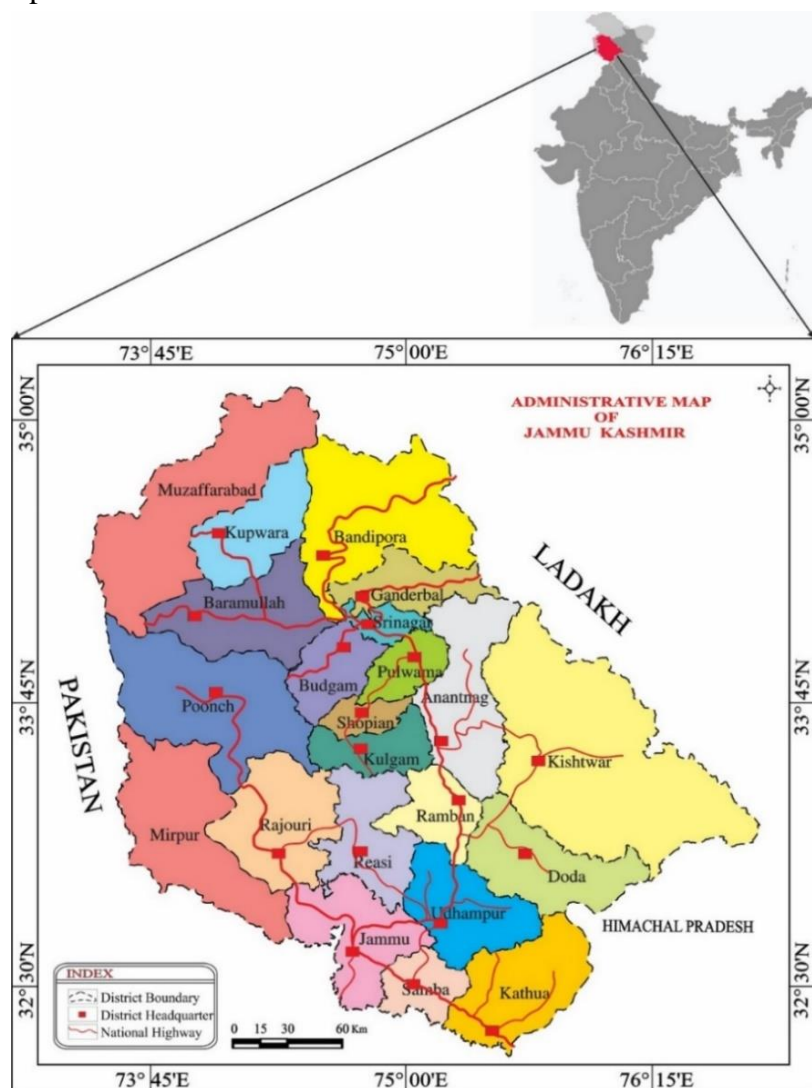 73° 45'E 75° 00'E 76° 15'E
35° 00'N
35° 00'N
ADMINISTRATIVE MAP
OF
JAMMU KASHMIR
Muzaffarabad
Kupwara
Bandipora
LADAKH
Baramullah
Ganderbal
Srinagar
Pulwama
Budgam
Anantnag
33° 45'N
33° 45'N
PAKISTAN
Poonch
Shopian
Kulgam
Kishtwar
Mirpur
Rajouri
Ramban
Reasi
Doda
Udhampur
HIMACHAL PRADESH
Jammu
32° 30'N
32° 30'N
Samba
Kathua
INDEX
District Boundary
District Headquarter
National Highway
0 15 30 60 Km
73° 45'E 75° 00'E 76° 15'E